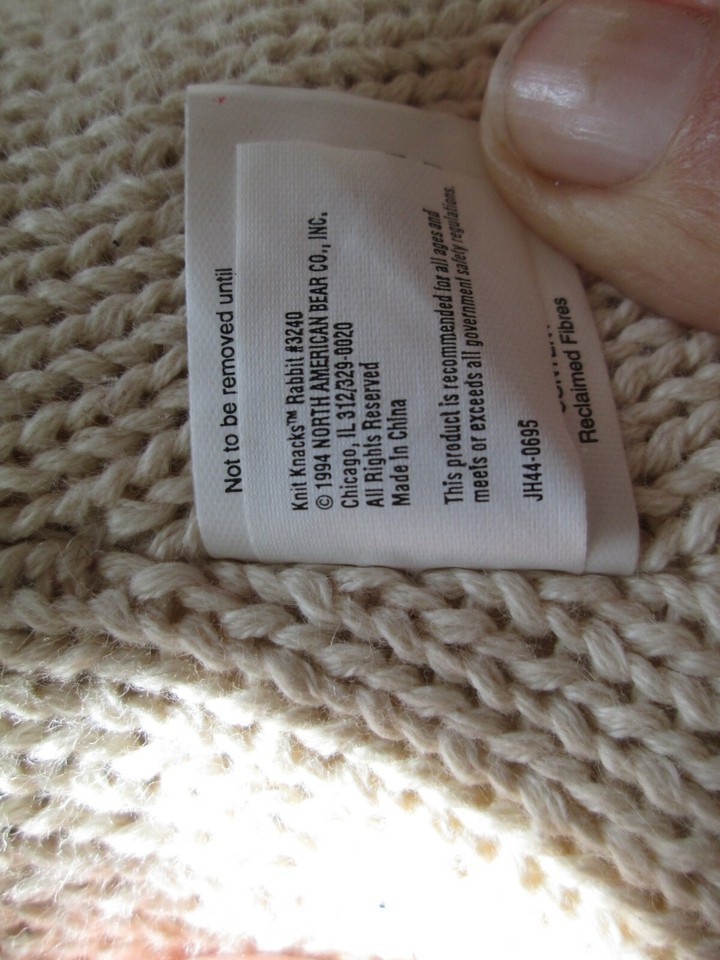 Not to be removed until
Knit Knacks™ Rabbit #3240
© 1994 NORTH AMERICAN BEAR CO., INC.
Chicago, IL 312/329-0020
All Rights Reserved
Made In China
This product is recommended for all ages and
meets or exceeds all government safety regulations.
JH44-0695
Reclaimed Fibres